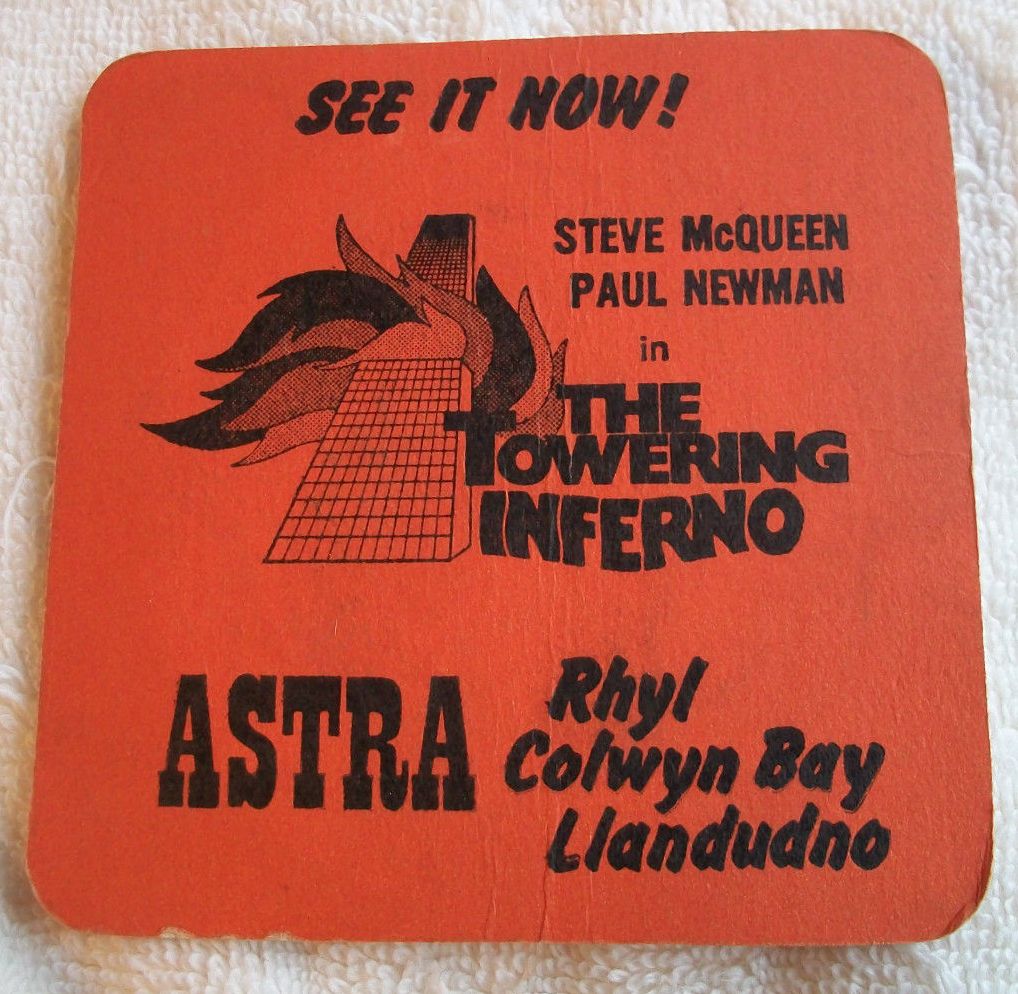 SEE IT NOW!
STEVE McQUEEN
PAUL NEWMAN
in
THE
TOWERING
INFERNO
ASTRA
Rhyl
Colwyn Bay
Llandudno